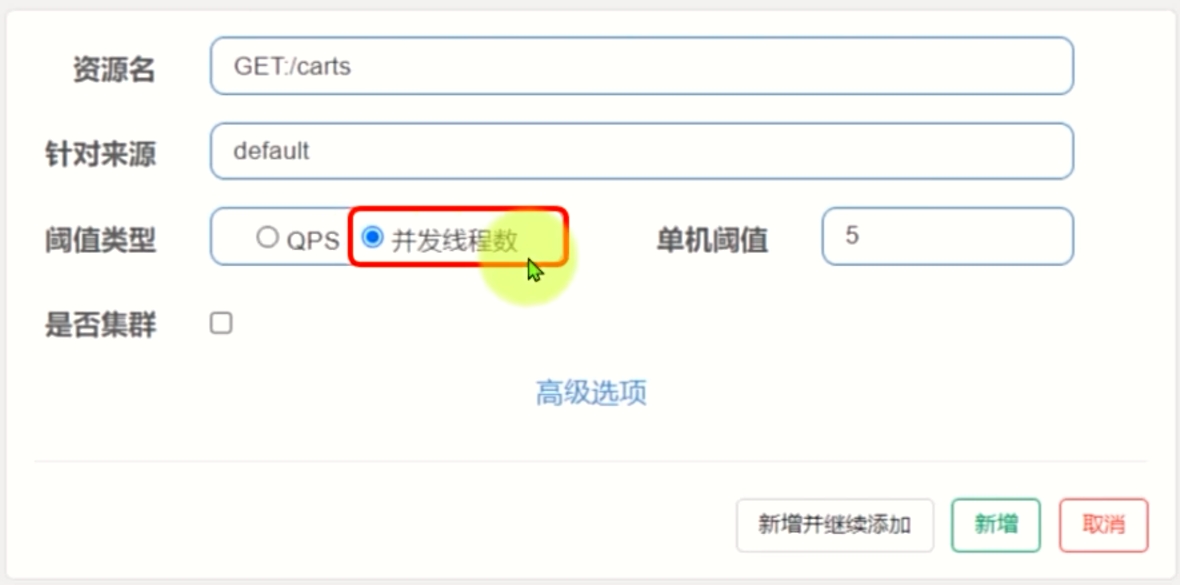 资源名 GET:/carts
针对来源 default
阈值类型 QPS 并发线程数 单机阈值 5
是否集群
高级选项
新增并继续添加 新增 取消